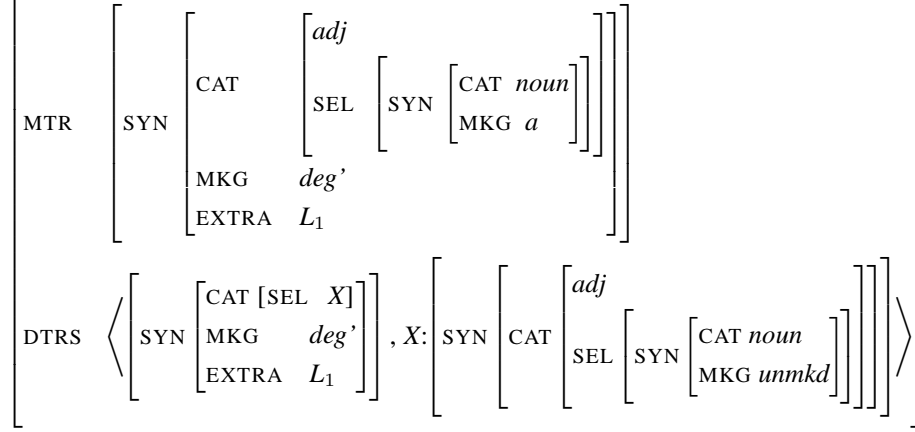 adj
CAT
SEL SYN CAT noun
MKG a
MTR SYN
MKG deg’
EXTRA L1
DTRS SYN CAT [SEL X] , X: SYN CAT adj
MKG deg’ SEL SYN CAT noun
EXTRA L1 MKG unmkd